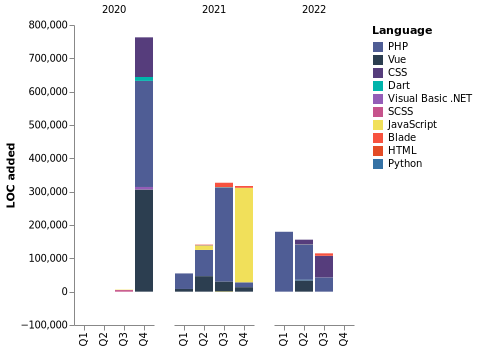 2020 2021 2022
800,000
700,000
600,000
500,000
400,000
300,000
200,000
100,000
0
−100,000
LOC added
Q1 Q2 Q3 Q4 Q1 Q2 Q3 Q4 Q1 Q2 Q3 Q4
Language
PHP
Vue
CSS
Dart
Visual Basic .NET
SCSS
JavaScript
Blade
HTML
Python